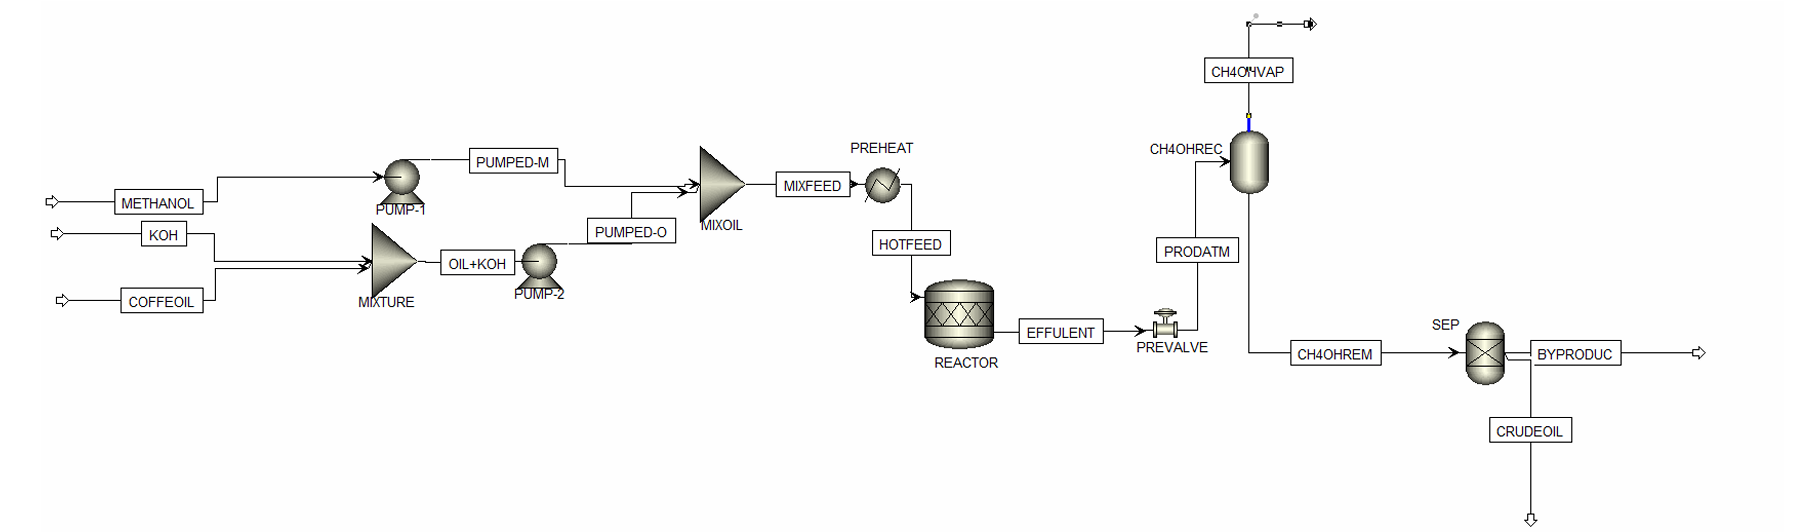 CH4OHVAP
PREHEAT
CH4OHREC
PUMPED-M
METHANOL
PUMP-1
MIXFEED
MIXOIL
KOH
PUMPED-O
HOTFEED
PRODATM
OIL+KOH
PUMP-2
COFFEOIL
MIXTURE
REACTOR
EFFULENT
PREVALVE
SEP
CH4OHREM
BYPRODUC
CRUDEOIL